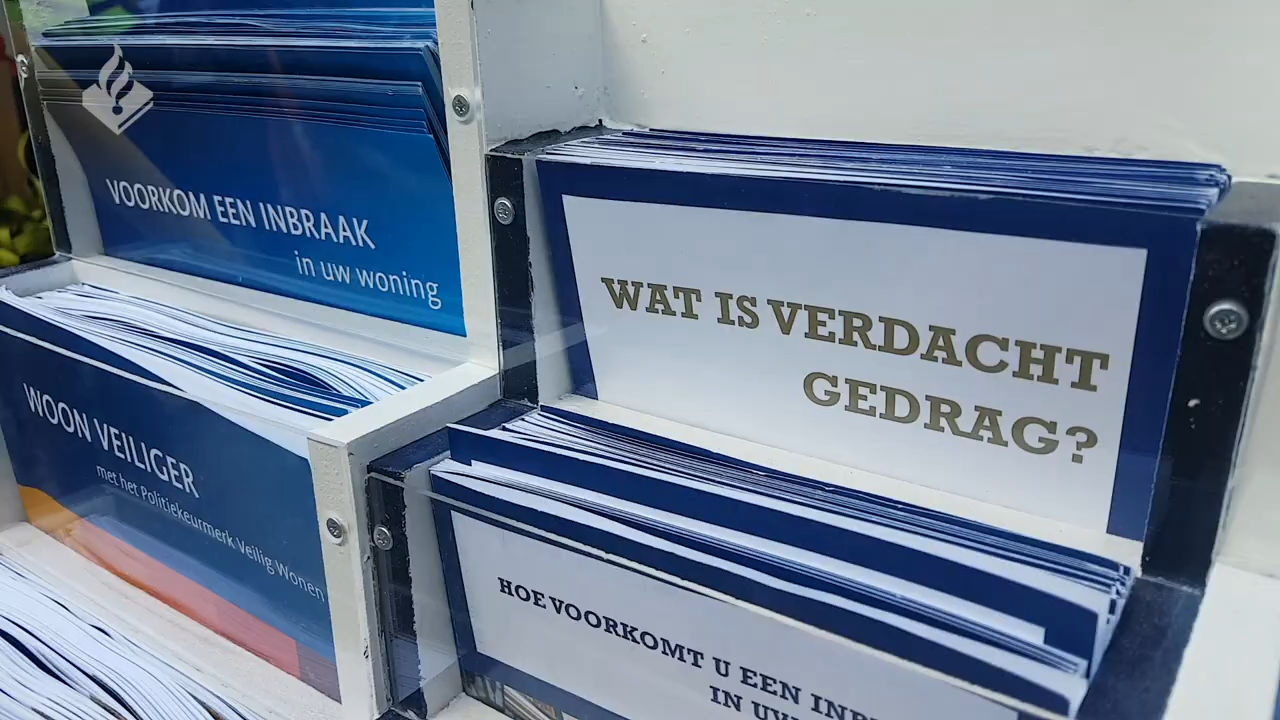 VOORKOM EEN INBRAAK
in uw woning
WOON VEILIGER
met het Politiekeurmerk Veilig Wonen
WAT IS VERDACHT
GEDRAG?
HOE VOORKOMT U EEN
IN